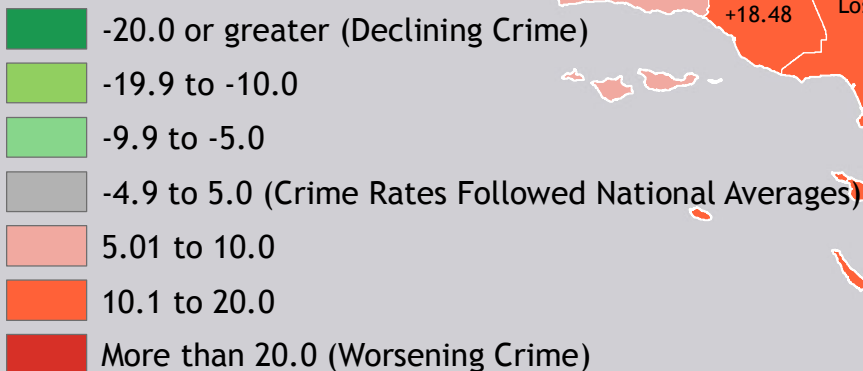 +18.48
Lo
-20.0 or greater (Declining Crime)
-19.9 to -10.0
-9.9 to -5.0
-4.9 to 5.0 (Crime Rates Followed National Averages)
5.01 to 10.0
10.1 to 20.0
More than 20.0 (Worsening Crime)